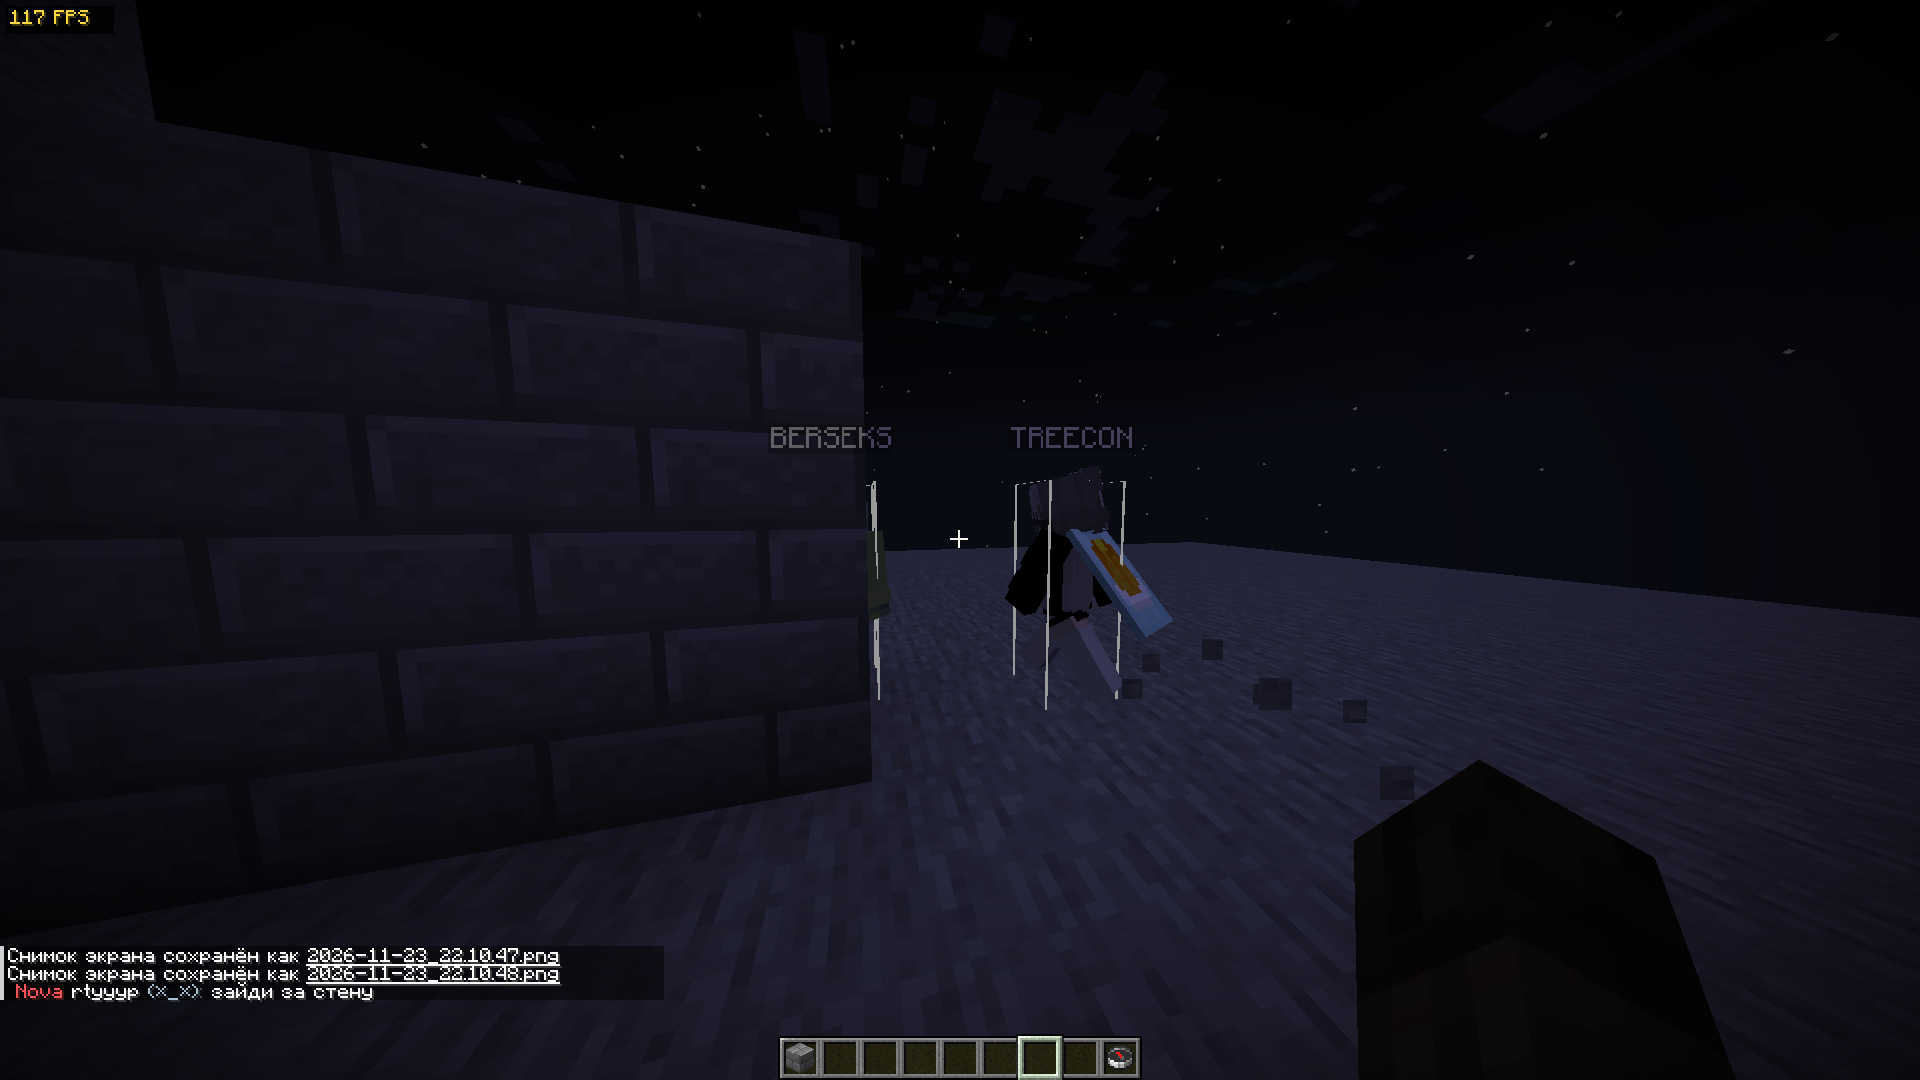 117 FPS
BERSEKS
TREECON
Снимок экрана сохранён как 2026-11-23_22.10.47.png
Снимок экрана сохранён как 2026-11-23_22.10.48.png
Nova rtyyyp (x_x): зайди за стену